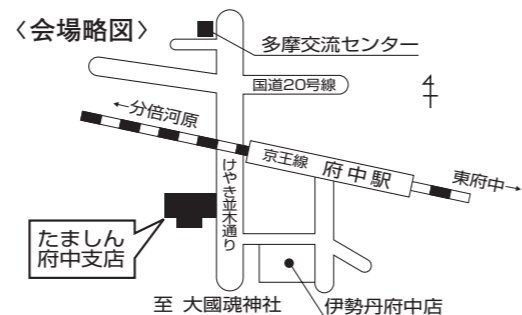 〈会場略図〉
多摩交流センター
国道20号線
4
←分倍河原
京王線 府中駅
東府中→
けやき並木通り
たましん
府中支店
至 大國魂神社
伊勢丹府中店